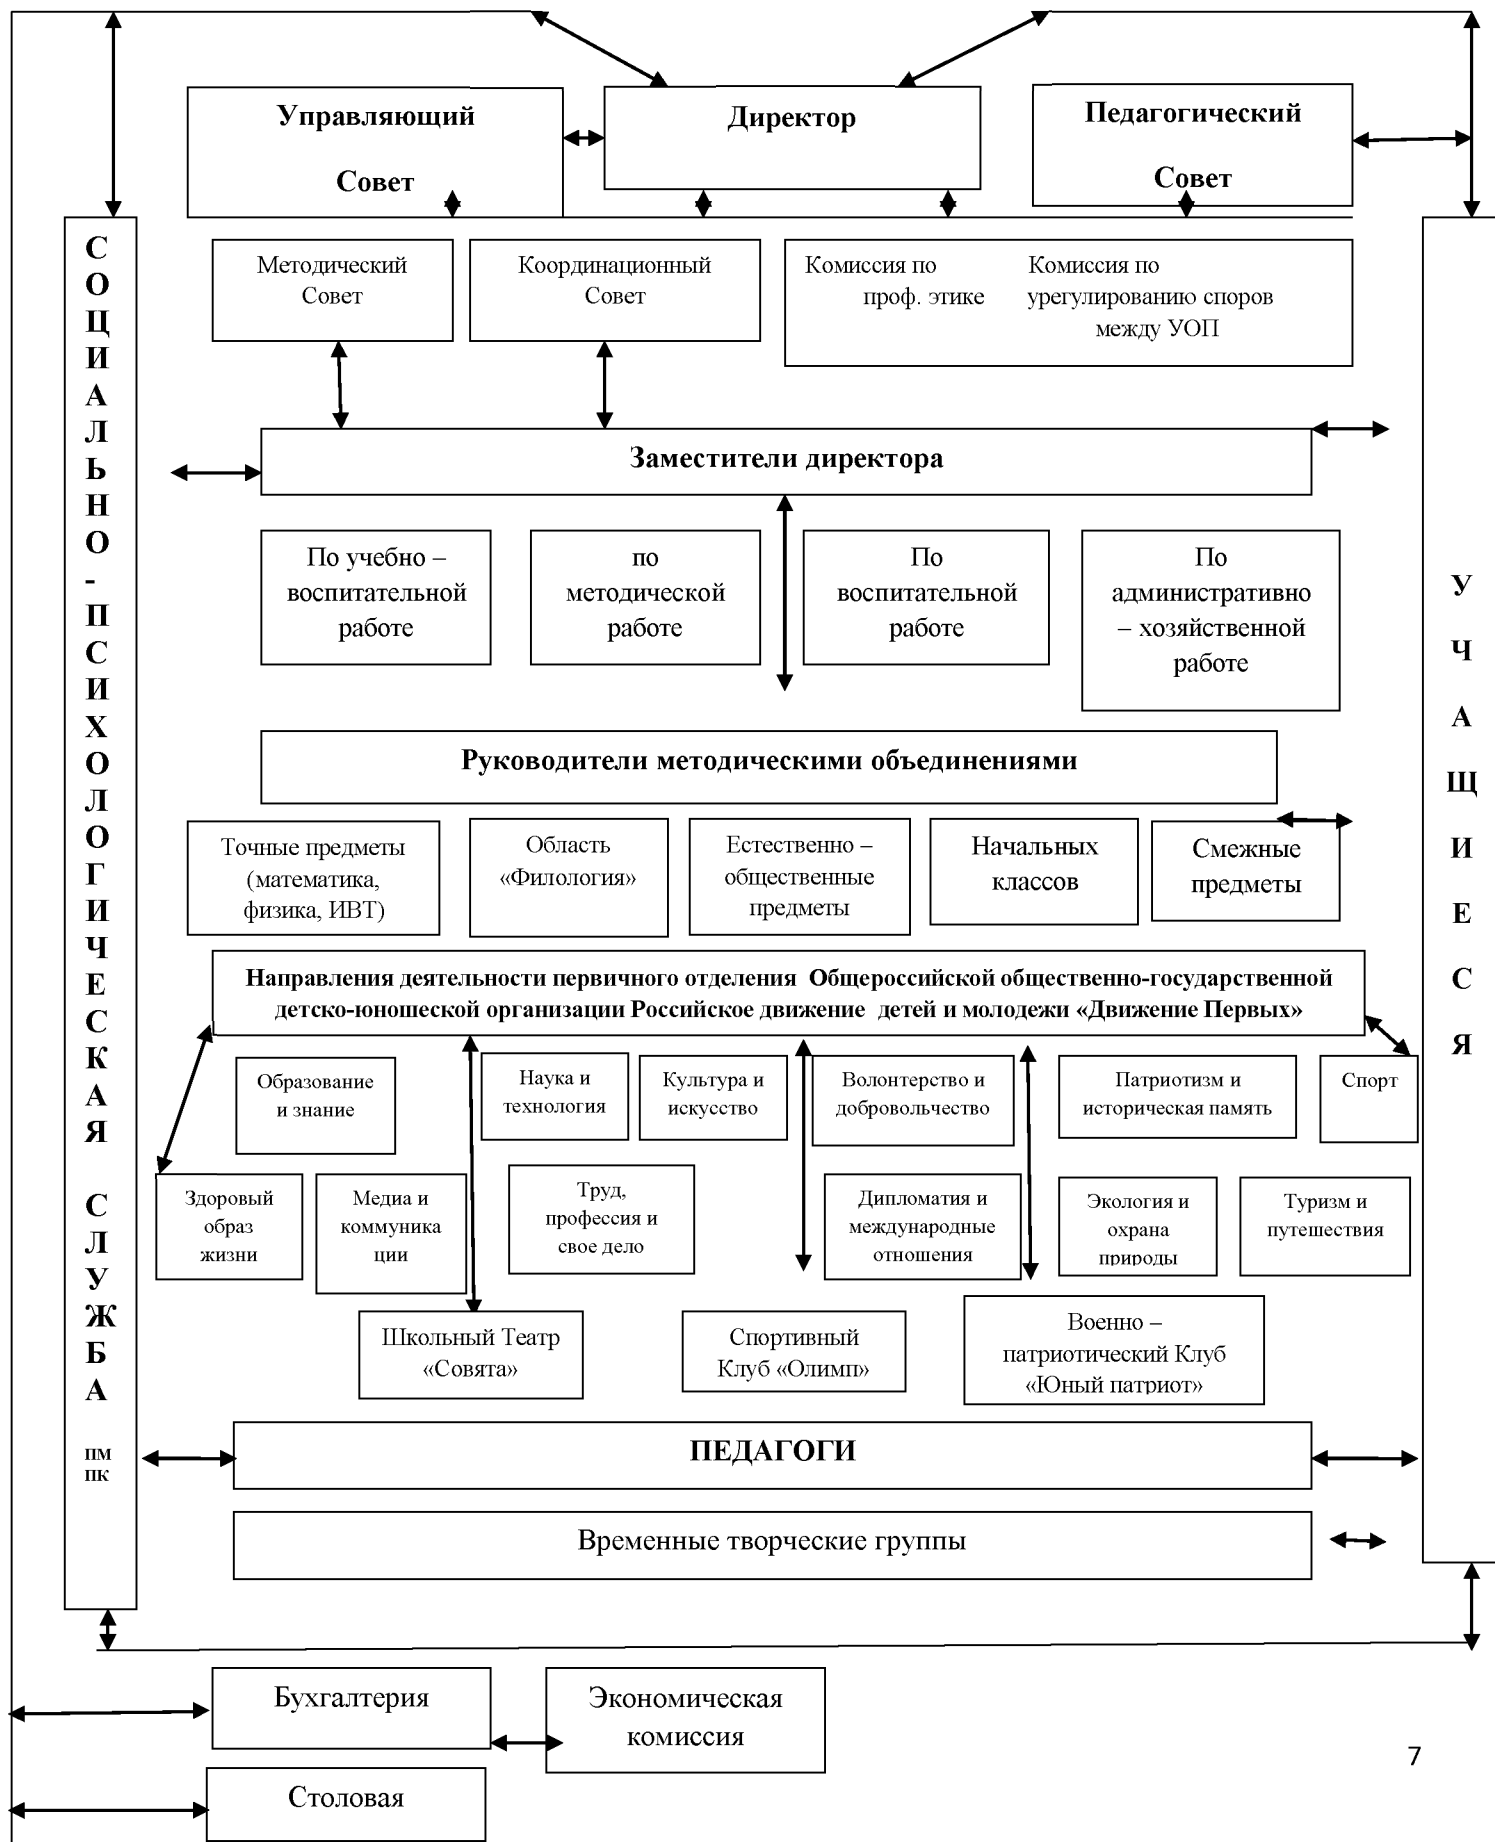 Управляющий
Совет
Директор
Педагогический
Совет
СОЦИАЛЬНО-ПСИХОЛОГИЧЕСКАЯ СЛУЖБА
ПМ
ПК
УЧАЩИЕСЯ
Методический
Совет
Координационный
Совет
Комиссия по
проф. этике
Комиссия по
урегулированию споров
между УОП
Заместители директора
По учебно –
воспитательной
работе
по
методической
работе
По
воспитательной
работе
По
административно
– хозяйственной
работе
Руководители методическими объединениями
Точные предметы
(математика,
физика, ИВТ)
Область
«Филология»
Естественно –
общественные
предметы
Начальных
классов
Смежные
предметы
Направления деятельности первичного отделения Общероссийской общественно-государственной
детско-юношеской организации Российское движение детей и молодежи «Движение Первых»
Образование
и знание
Наука и
технология
Культура и
искусство
Волонтерство и
добровольчество
Патриотизм и
историческая память
Спорт
Здоровый
образ
жизни
Медиа и
коммуника
ции
Труд,
профессия и
свое дело
Дипломатия и
международные
отношения
Экология и
охрана
природы
Туризм и
путешествия
Школьный Театр
«Совята»
Спортивный
Клуб «Олимп»
Военно –
патриотический Клуб
«Юный патриот»
ПЕДАГОГИ
Временные творческие группы
Бухгалтерия
Экономическая
комиссия
Столовая
7